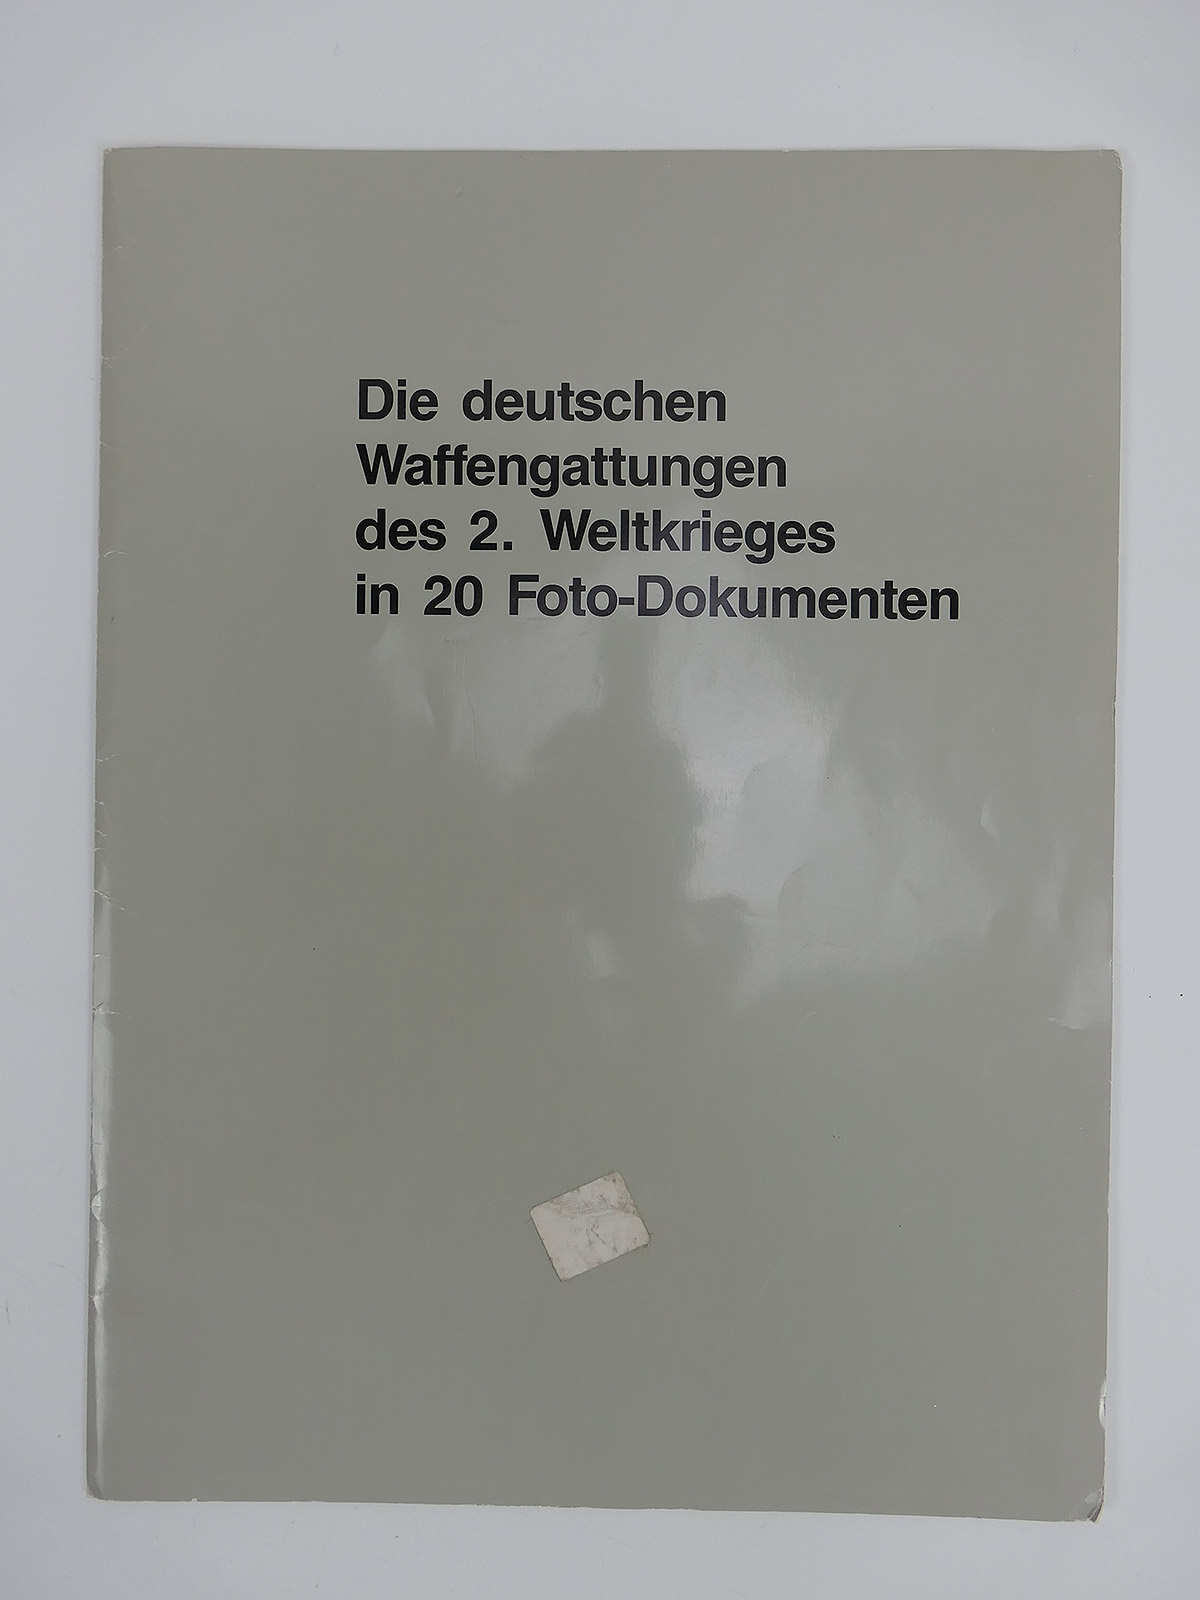 Die deutschen
Waffengattungen
des 2. Weltkrieges
in 20 Foto-Dokumenten